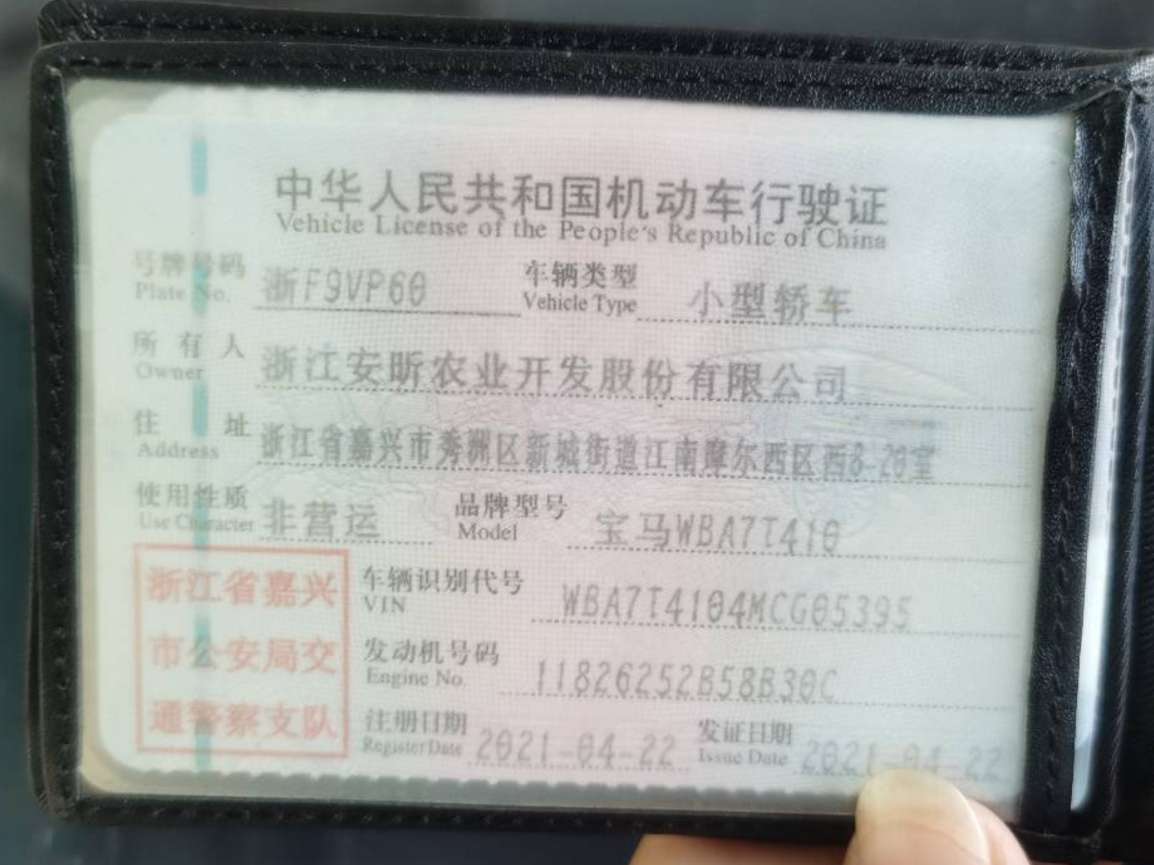 中华人民共和国机动车行驶证
Vehicle License of the People's Republic of China
号牌号码 浙F9VP60 车辆类型 小型轿车
Plate No. Vehicle Type
所有人 浙江安昕农业开发股份有限公司
Owner
住址 浙江省嘉兴市秀洲区新城街道江南摩尔西区西8-20室
Address
使用性质 非营运 品牌型号 宝马WBA7T410
Use Character Model
浙江省嘉兴
市公安局交
通警察支队
车辆识别代号 WBA7T4104MCG05395
VIN
发动机号码 11826252B58B30C
Engine No.
注册日期 2021-04-22 发证日期 2021-04-22
Register Date Issue Date